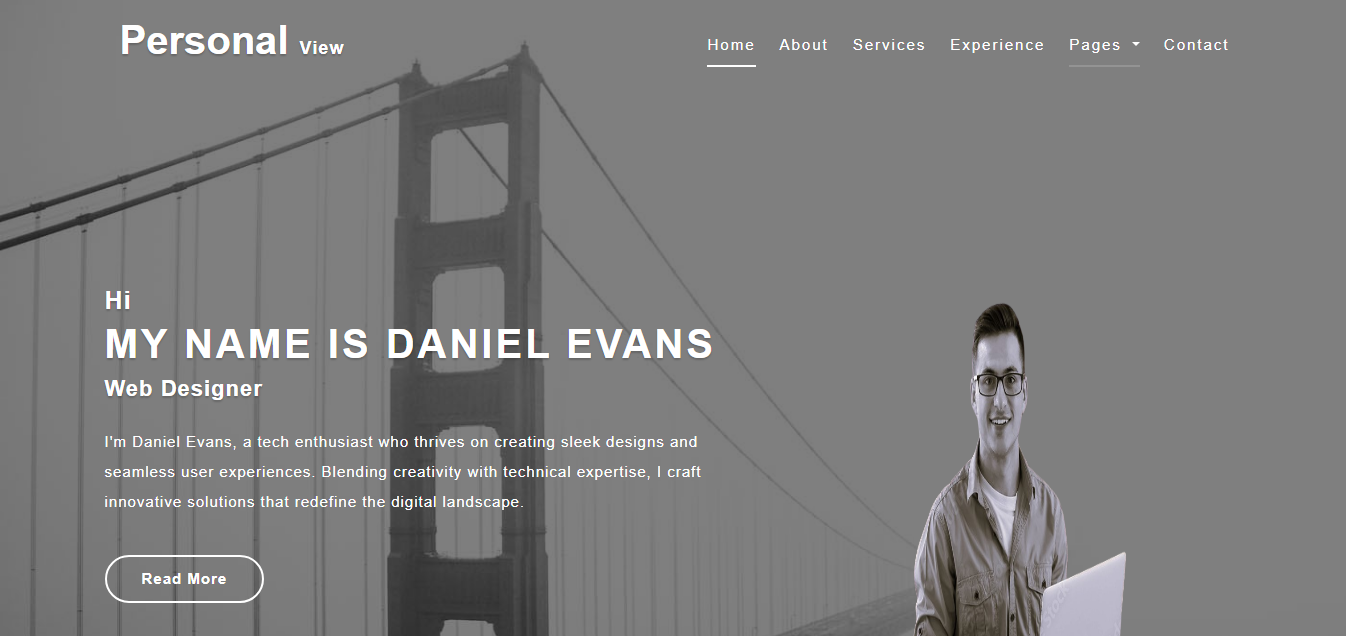 Personal View
Home About Services Experience Pages Contact
Hi
MY NAME IS DANIEL EVANS
Web Designer
I'm Daniel Evans, a tech enthusiast who thrives on creating sleek designs and
seamless user experiences. Blending creativity with technical expertise, I craft
innovative solutions that redefine the digital landscape.
Read More